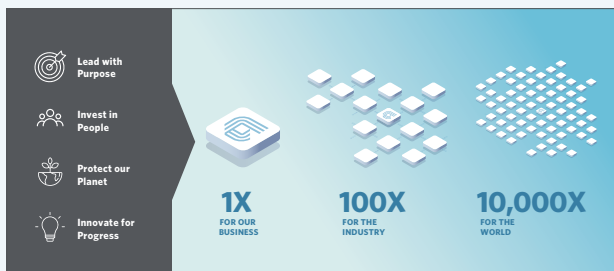 Lead with
Purpose
Invest in
People
Protect our
Planet
Innovate for
Progress
1X
FOR OUR
BUSINESS
100X
FOR THE
INDUSTRY
10,000X
FOR THE
WORLD